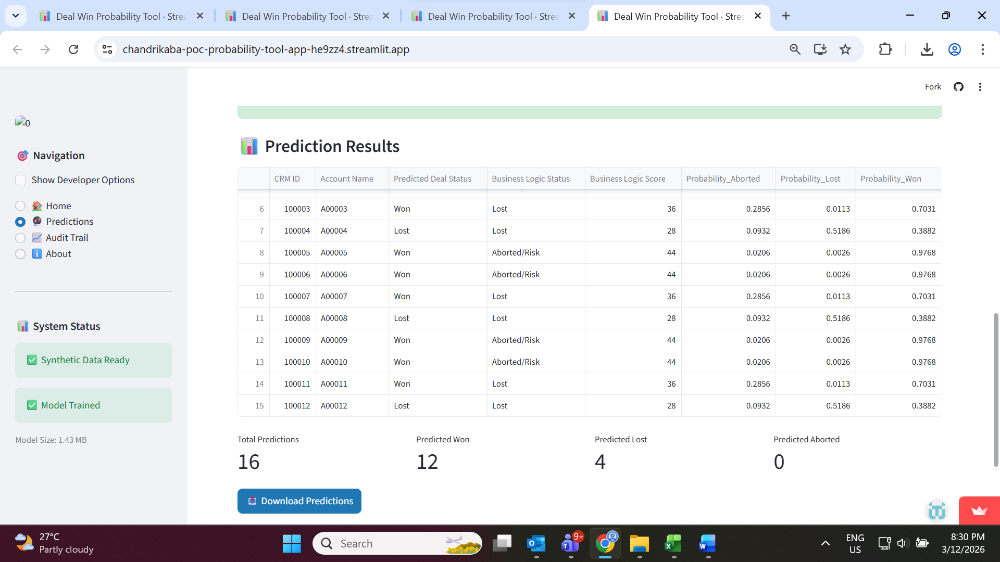 Deal Win Probability Tool · Strea
Deal Win Probability Tool · Strea
Deal Win Probability Tool · Strea
Deal Win Probability Tool · Strea
chandrikaba-poc-probability-tool-app-he9zz4.streamlit.app
Fork
0
Navigation
Show Developer Options
Home
Predictions
Audit Trail
About
System Status
Synthetic Data Ready
Model Trained
Model Size: 1.43 MB
Prediction Results
CRM ID Account Name Predicted Deal Status Business Logic Status Business Logic Score Probability_Aborted Probability_Lost Probability_Won
6 100003 A00003 Won Lost 36 0.2856 0.0113 0.7031
7 100004 A00004 Lost Lost 28 0.0932 0.5186 0.3882
8 100005 A00005 Won Aborted/Risk 44 0.0206 0.0026 0.9768
9 100006 A00006 Won Aborted/Risk 44 0.0206 0.0026 0.9768
10 100007 A00007 Won Lost 36 0.2856 0.0113 0.7031
11 100008 A00008 Lost Lost 28 0.0932 0.5186 0.3882
12 100009 A00009 Won Aborted/Risk 44 0.0206 0.0026 0.9768
13 100010 A00010 Won Aborted/Risk 44 0.0206 0.0026 0.9768
14 100011 A00011 Won Lost 36 0.2856 0.0113 0.7031
15 100012 A00012 Lost Lost 28 0.0932 0.5186 0.3882
Total Predictions Predicted Won Predicted Lost Predicted Aborted
16 12 4 0
Download Predictions
27°C
Partly cloudy
Search
9+
ENG
US
8:30 PM
3/12/2026